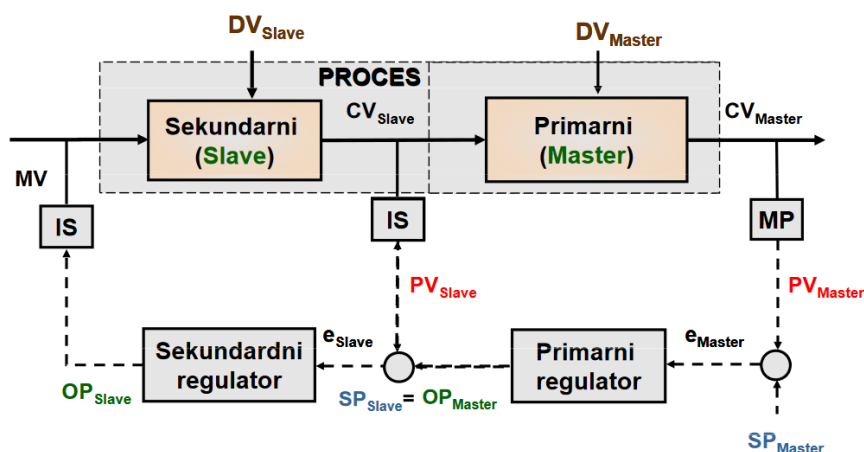 DVSlave
DVMaster
PROCES
Sekundarni
(Slave)
CVSlave
Primarni
(Master)
CVMaster
MV
IS
IS
MP
PVSlave
PVMaster
eSlave
eMaster
Sekundardni
regulator
Primarni
regulator
OPSlave
SPSlave= OPMaster
SPMaster